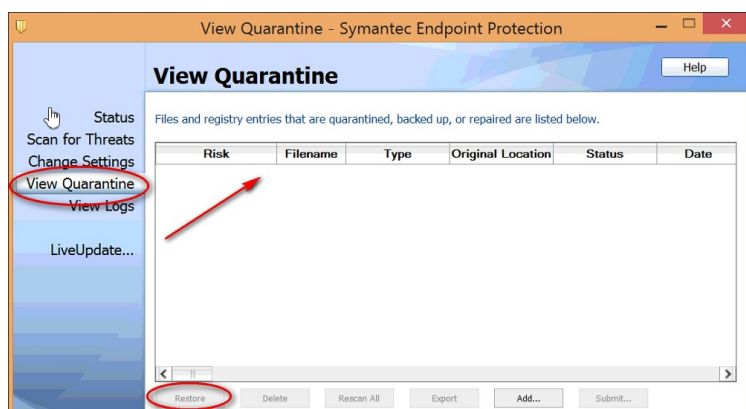 View Quarantine - Symantec Endpoint Protection
View Quarantine
Help
Status
Scan for Threats
Change Settings
View Quarantine
View Logs
LiveUpdate...
Files and registry entries that are quarantined, backed up, or repaired are listed below.
Risk Filename Type Original Location Status Date
Restore Delete Rescan All Export Add... Submit...